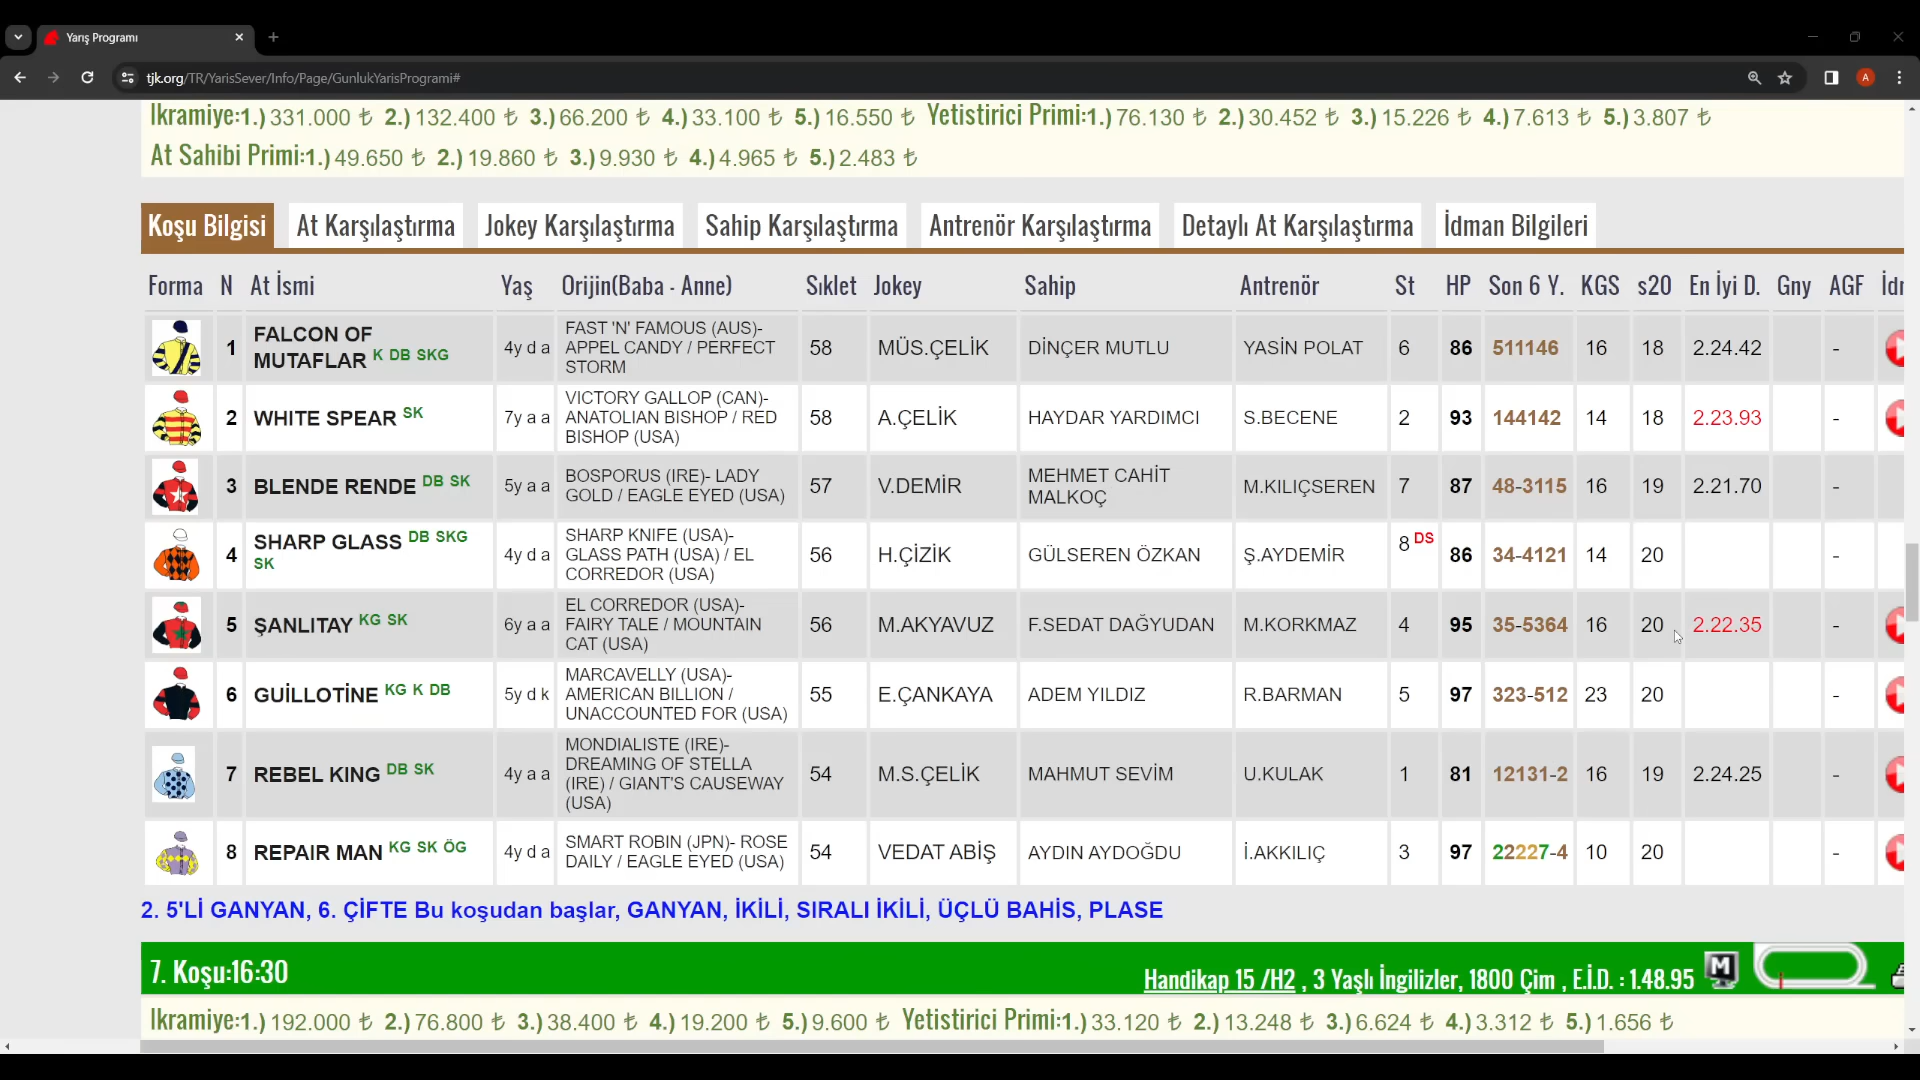 Yarış Programı
tjk.org/TR/YarisSever/Info/Page/GunlukYarisProgrami#
A
İkramiye:1.) 331.000 ₺ 2.) 132.400 ₺ 3.) 66.200 ₺ 4.) 33.100 ₺ 5.) 16.550 ₺ Yetistirici Primi:1.) 76.130 ₺ 2.) 30.452 ₺ 3.) 15.226 ₺ 4.) 7.613 ₺ 5.) 3.807 ₺
At Sahibi Primi:1.) 49.650 ₺ 2.) 19.860 ₺ 3.) 9.930 ₺ 4.) 4.965 ₺ 5.) 2.483 ₺
Koşu Bilgisi At Karşılaştırma Jokey Karşılaştırma Sahip Karşılaştırma Antrenör Karşılaştırma Detaylı At Karşılaştırma İdman Bilgileri
Forma N At İsmi Yaş Orijin(Baba - Anne) Sıklet Jokey Sahip Antrenör St HP Son 6 Y. KGS s20 En İyi D. Gny AGF
1 FALCON OF MUTAFLAR K DB SKG 4y d a FAST 'N' FAMOUS (AUS)- APPEL CANDY / PERFECT STORM 58 MÜS.ÇELİK DİNÇER MUTLU YASİN POLAT 6 86 511146 16 18 2.24.42 -
2 WHITE SPEAR SK 7y a a VICTORY GALLOP (CAN)- ANATOLIAN BISHOP / RED BISHOP (USA) 58 A.ÇELİK HAYDAR YARDIMCI S.BECENE 2 93 144142 14 18 2.23.93 -
3 BLENDE RENDE DB SK 5y a a BOSPORUS (IRE)- LADY GOLD / EAGLE EYED (USA) 57 V.DEMİR MEHMET CAHİT MALKOÇ M.KILIÇSEREN 7 87 48-3115 16 19 2.21.70 -
4 SHARP GLASS DB SKG SK 4y d a SHARP KNIFE (USA)- GLASS PATH (USA) / EL CORREDOR (USA) 56 H.ÇİZİK GÜLSEREN ÖZKAN Ş.AYDEMİR 8 DS 86 34-4121 14 20 -
5 ŞANLITAY KG SK 6y a a EL CORREDOR (USA)- FAIRY TALE / MOUNTAIN CAT (USA) 56 M.AKYAVUZ F.SEDAT DAĞYUDAN M.KORKMAZ 4 95 35-5364 16 20 2.22.35 -
6 GUİLLOTİNE KG K DB 5y d k MARCAVELLY (USA)- AMERICAN BILLION / UNACCOUNTED FOR (USA) 55 E.ÇANKAYA ADEM YILDIZ R.BARMAN 5 97 323-512 23 20 -
7 REBEL KING DB SK 4y a a MONDIALISTE (IRE)- DREAMING OF STELLA (IRE) / GIANT'S CAUSEWAY (USA) 54 M.S.ÇELİK MAHMUT SEVİM U.KULAK 1 81 12131-2 16 19 2.24.25 -
8 REPAIR MAN KG SK ÖG 4y d a SMART ROBIN (JPN)- ROSE DAILY / EAGLE EYED (USA) 54 VEDAT ABİŞ AYDIN AYDOĞDU İ.AKKILIÇ 3 97 22227-4 10 20 -
2. 5'Lİ GANYAN, 6. ÇİFTE Bu koşudan başlar, GANYAN, İKİLİ, SIRALI İKİLİ, ÜÇLÜ BAHİS, PLASE
7. Koşu:16:30 Handikap 15 /H2 , 3 Yaşlı İngilizler, 1800 Çim , E.İ.D. : 1.48.95 M
İkramiye:1.) 192.000 ₺ 2.) 76.800 ₺ 3.) 38.400 ₺ 4.) 19.200 ₺ 5.) 9.600 ₺ Yetistirici Primi:1.) 33.120 ₺ 2.) 13.248 ₺ 3.) 6.624 ₺ 4.) 3.312 ₺ 5.) 1.656 ₺